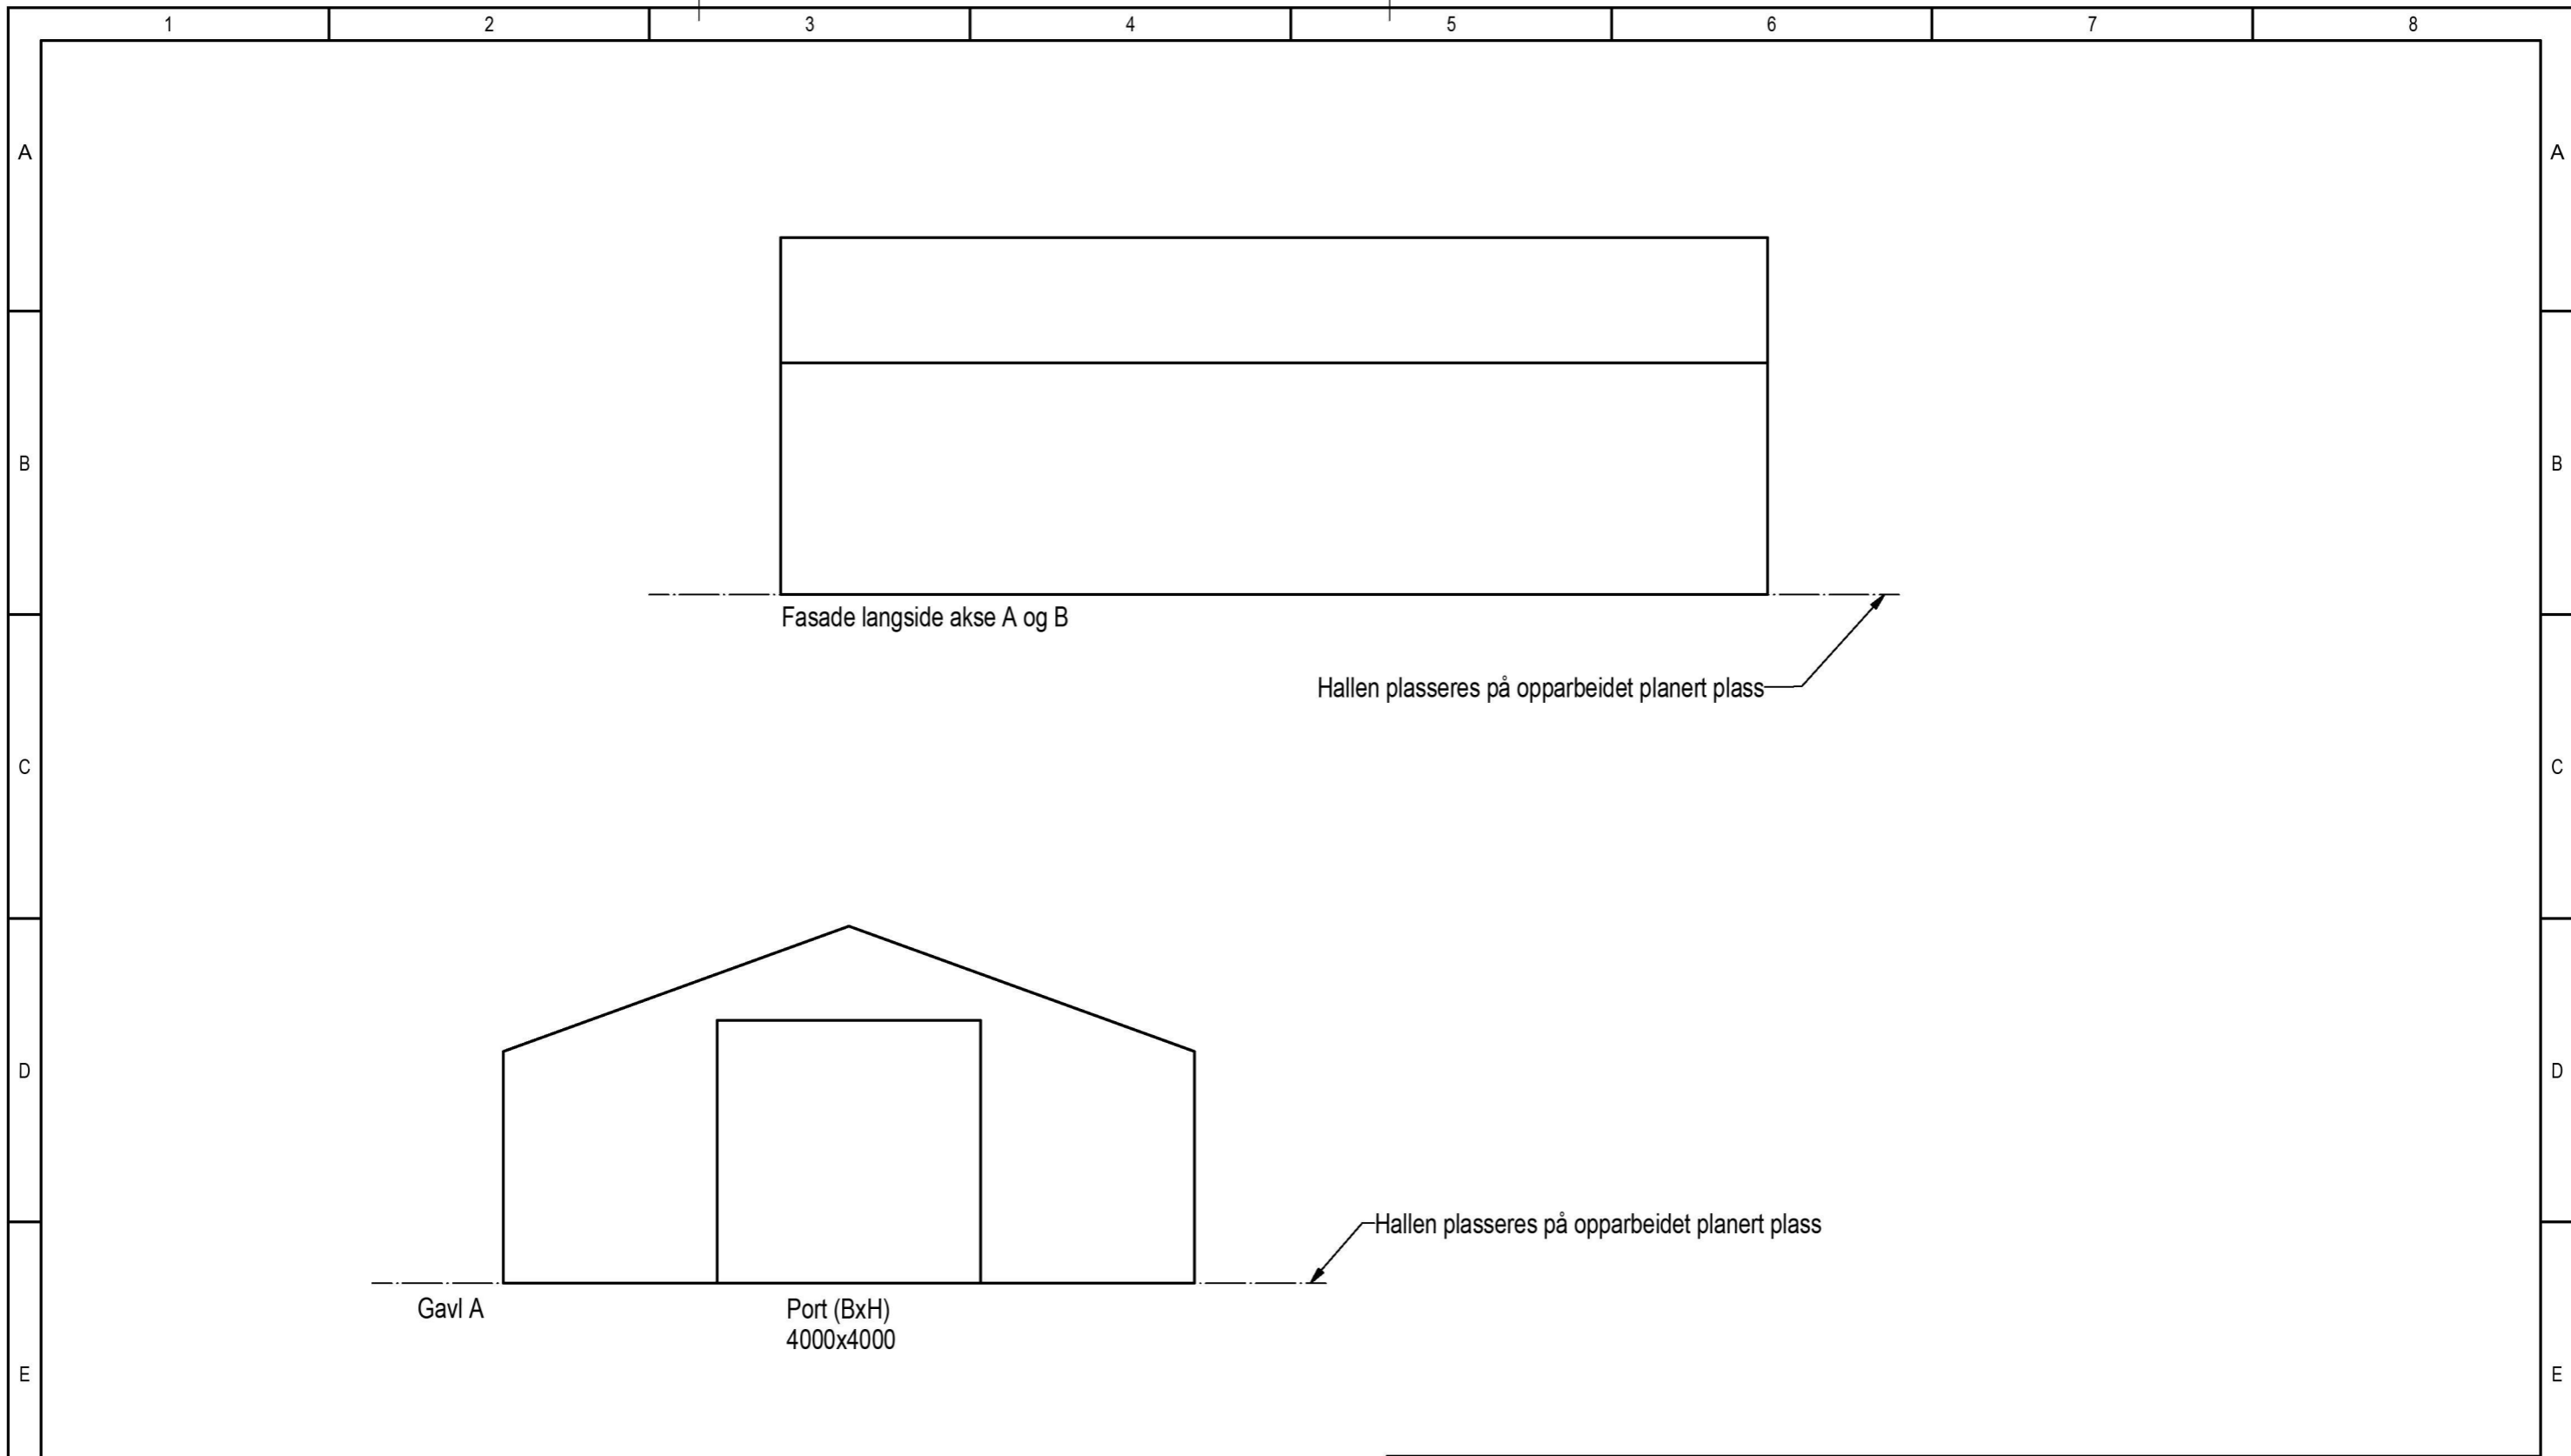 1 2 3 4 5 6 7 8
A A
B B
Fasade langside akse A og B
Hallen plasseres på opparbeidet planert plass
C C
D D
Hallen plasseres på opparbeidet planert plass
Gavl A
Port (BxH)
4000x4000
E E